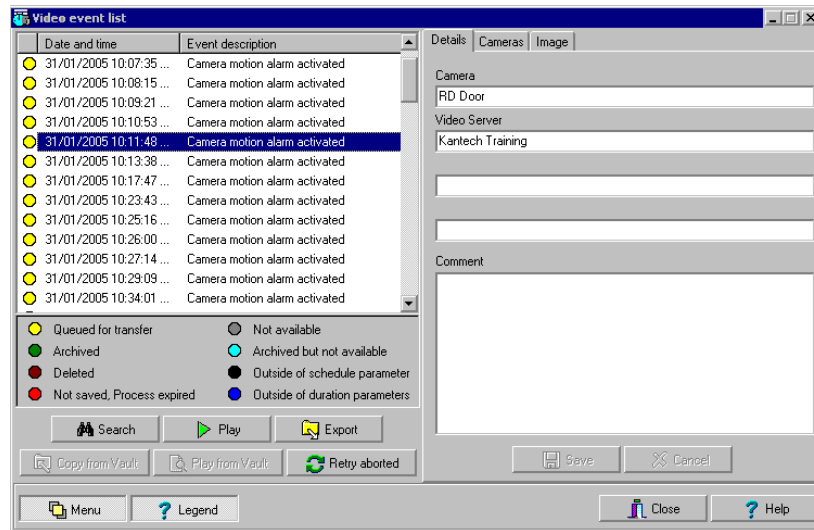 Video event list
Date and time Event description
31/01/2005 10:07:35 ... Camera motion alarm activated
31/01/2005 10:08:15 ... Camera motion alarm activated
31/01/2005 10:09:21 ... Camera motion alarm activated
31/01/2005 10:10:53 ... Camera motion alarm activated
31/01/2005 10:11:48 ... Camera motion alarm activated
31/01/2005 10:13:38 ... Camera motion alarm activated
31/01/2005 10:17:47 ... Camera motion alarm activated
31/01/2005 10:23:43 ... Camera motion alarm activated
31/01/2005 10:25:16 ... Camera motion alarm activated
31/01/2005 10:26:00 ... Camera motion alarm activated
31/01/2005 10:27:14 ... Camera motion alarm activated
31/01/2005 10:29:09 ... Camera motion alarm activated
31/01/2005 10:34:01 ... Camera motion alarm activated
Queued for transfer Not available
Archived Archived but not available
Deleted Outside of schedule parameter
Not saved, Process expired Outside of duration parameters
Search Play Export
Copy from Vault Play from Vault Retry aborted
Details Cameras Image
Camera
RD Door
Video Server
Kantech Training
Comment
Save Cancel
Menu ? Legend Close ? Help